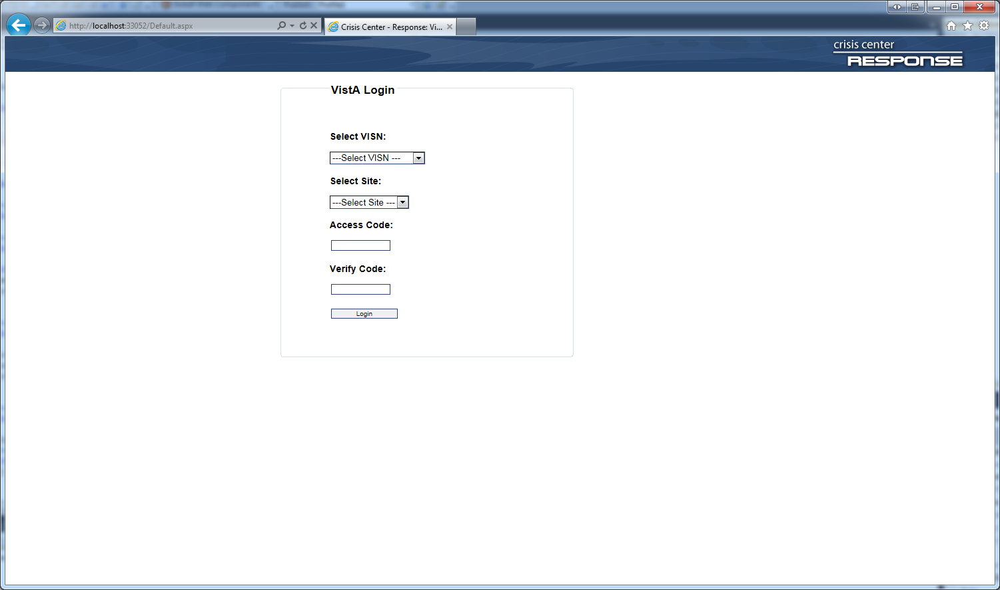 http://localhost:33052/Default.aspx
Crisis Center - Response: Vi...
crisis center
RESPONSE
VistA Login
Select VISN:
---Select VISN ---
Select Site:
---Select Site ---
Access Code:
Verify Code:
Login